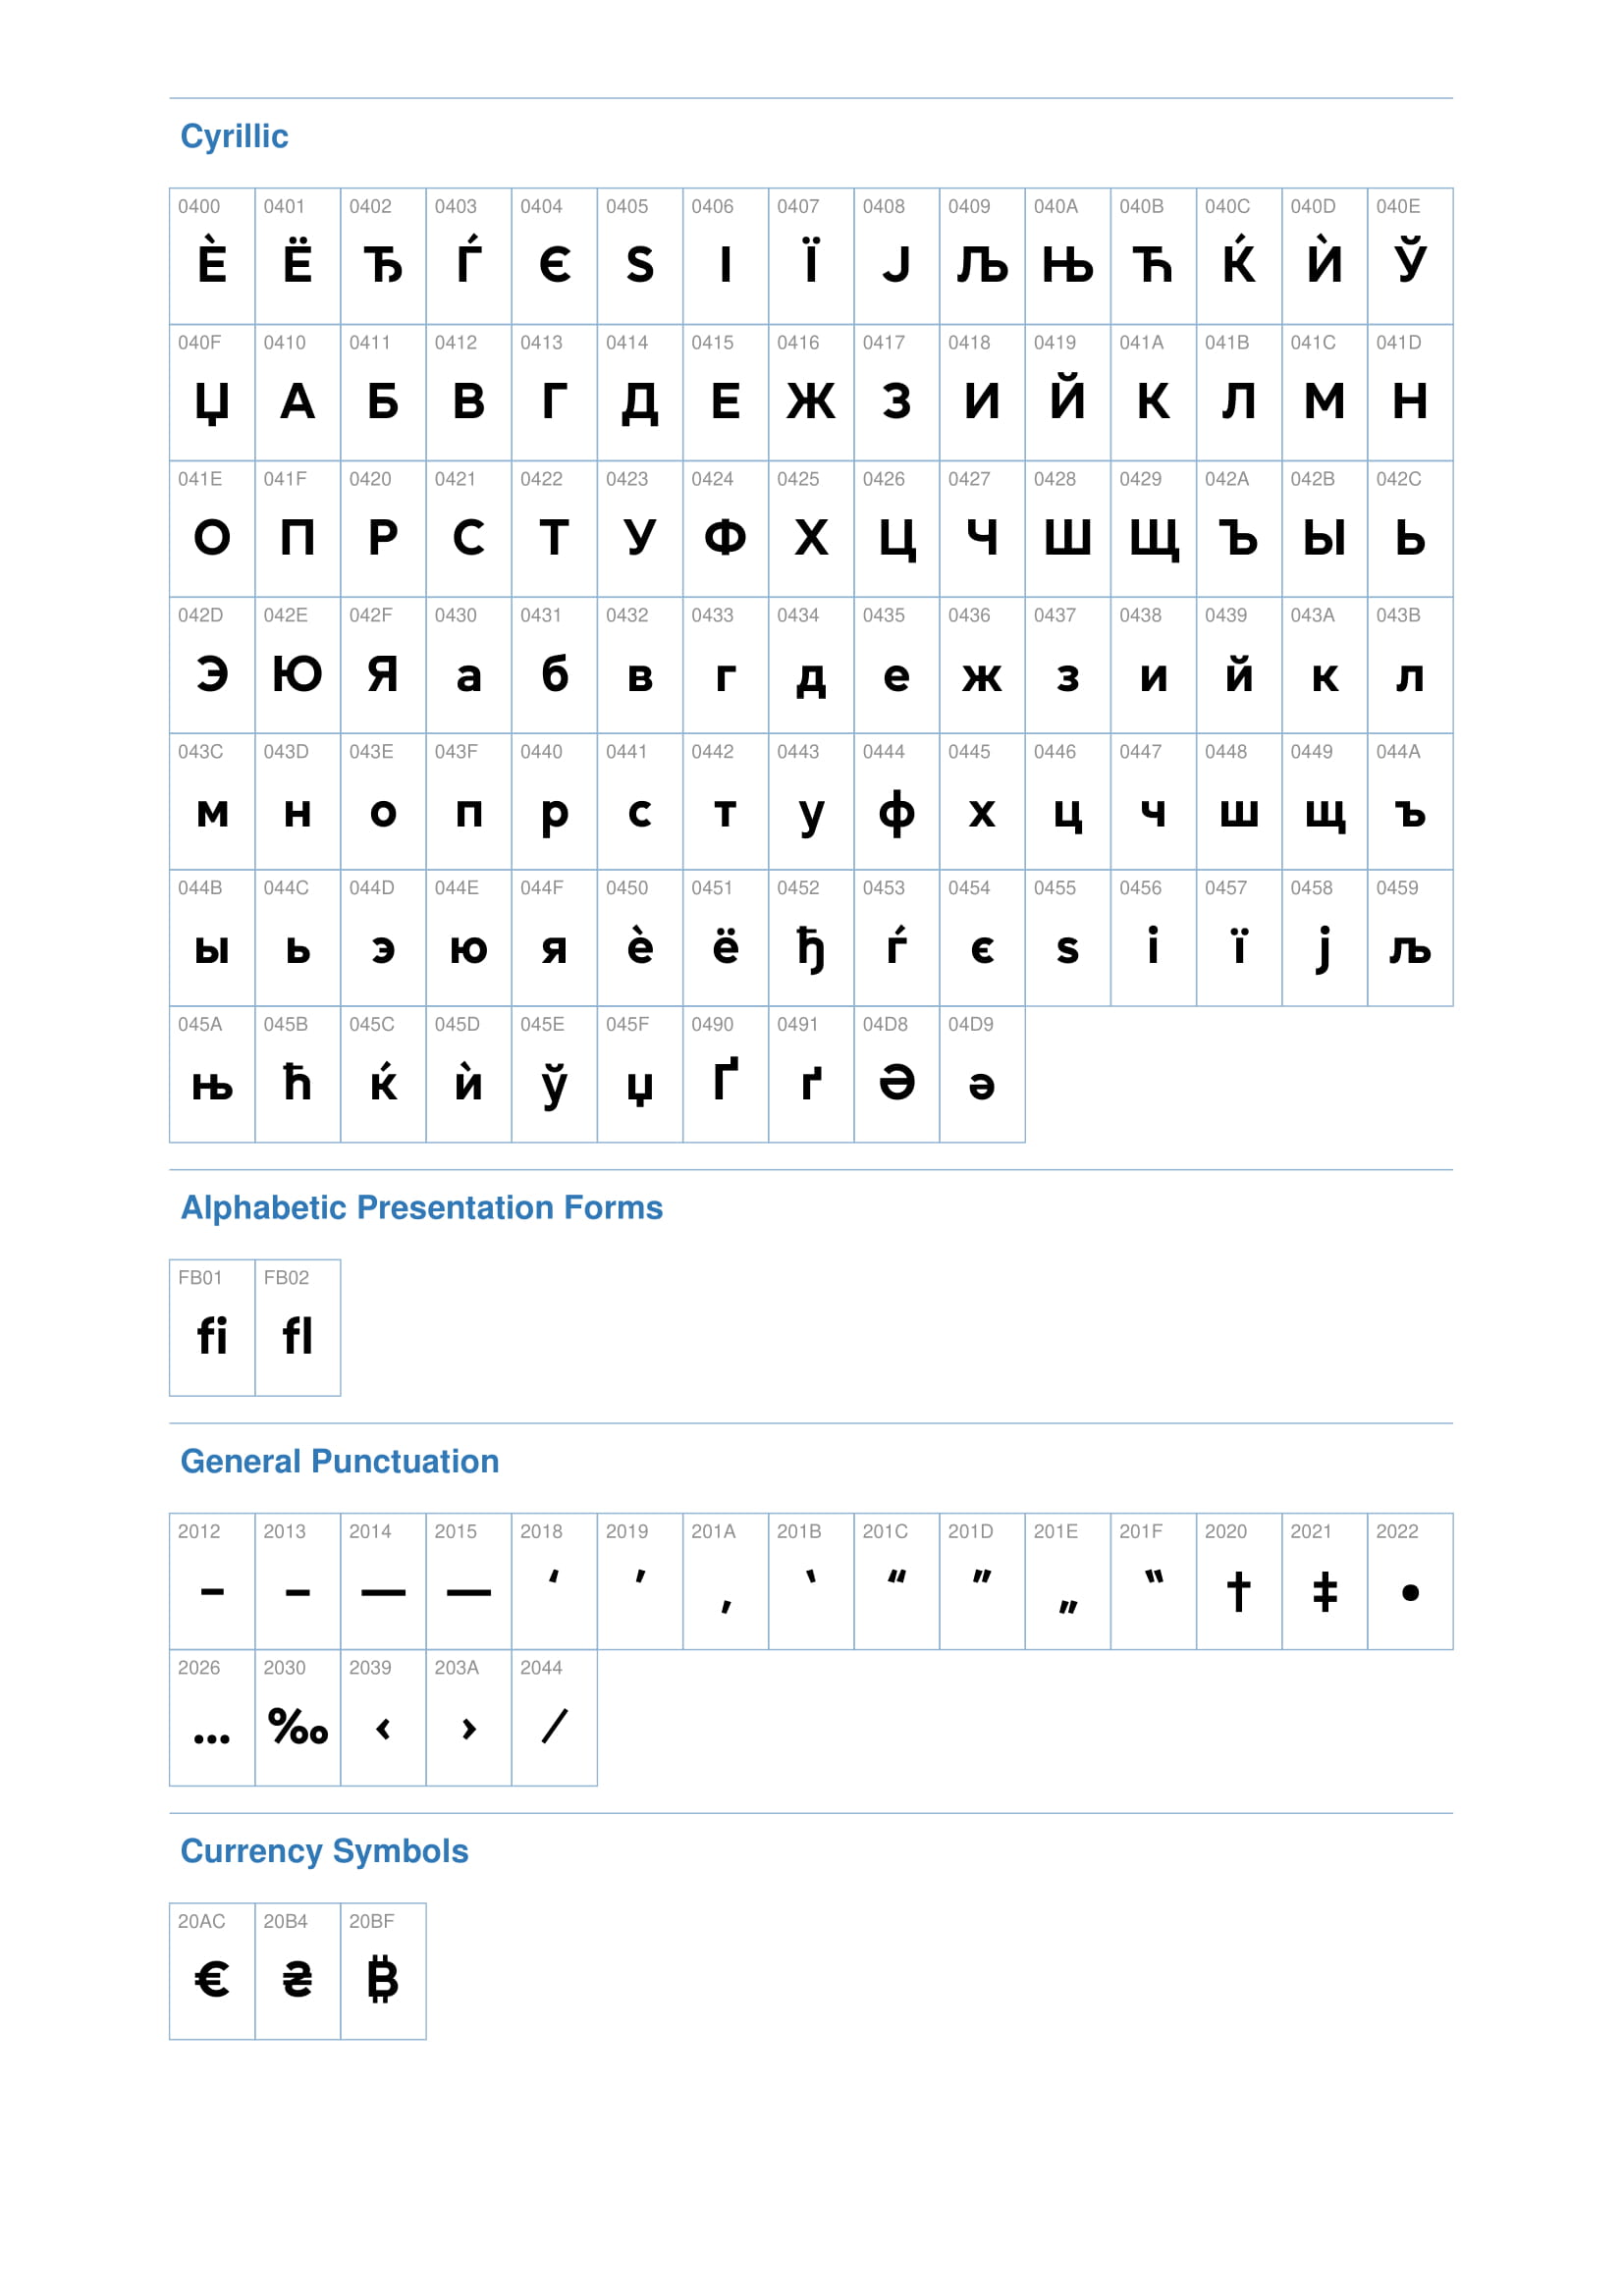 Cyrillic
0400 0401 0402 0403 0404 0405 0406 0407 0408 0409 040A 040B 040C 040D 040E
Ѐ Ё Ђ Ѓ Є Ѕ І Ї Ј Љ Њ Ћ Ќ Ѝ Ў
040F 0410 0411 0412 0413 0414 0415 0416 0417 0418 0419 041A 041B 041C 041D
Џ А Б В Г Д Е Ж З И Й К Л М Н
041E 041F 0420 0421 0422 0423 0424 0425 0426 0427 0428 0429 042A 042B 042C
О П Р С Т У Ф Х Ц Ч Ш Щ Ъ Ы Ь
042D 042E 042F 0430 0431 0432 0433 0434 0435 0436 0437 0438 0439 043A 043B
Э Ю Я а б в г д е ж з и й к л
043C 043D 043E 043F 0440 0441 0442 0443 0444 0445 0446 0447 0448 0449 044A
м н о п р с т у ф х ц ч ш щ ъ
044B 044C 044D 044E 044F 0450 0451 0452 0453 0454 0455 0456 0457 0458 0459
ы ь э ю я ѐ ё ђ ѓ є ѕ і ї ј љ
045A 045B 045C 045D 045E 045F 0490 0491 04D8 04D9
њ ћ ќ ѝ ў џ Ґ ґ Ә ә
Alphabetic Presentation Forms
FB01 FB02
ﬁ ﬂ
General Punctuation
2012 2013 2014 2015 2018 2019 201A 201B 201C 201D 201E 201F 2020 2021 2022
‒ – — ― ‘ ’ ‚ ‛ “ ” „ ‟ † ‡ •
2026 2030 2039 203A 2044
… ‰ ‹ › ⁄
Currency Symbols
20AC 20B4 20BF
€ ₴ ₿